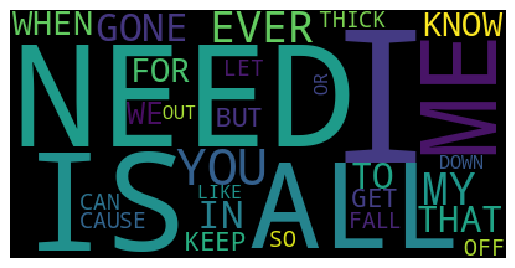 WHEN GONE EVER THICK KNOW
NEED I ME
FOR LET OR
WE OUT BUT
IS YOU ALL TO DOWN
CAN LIKE GET MY
CAUSE IN FALL THAT
KEEP SO OFF